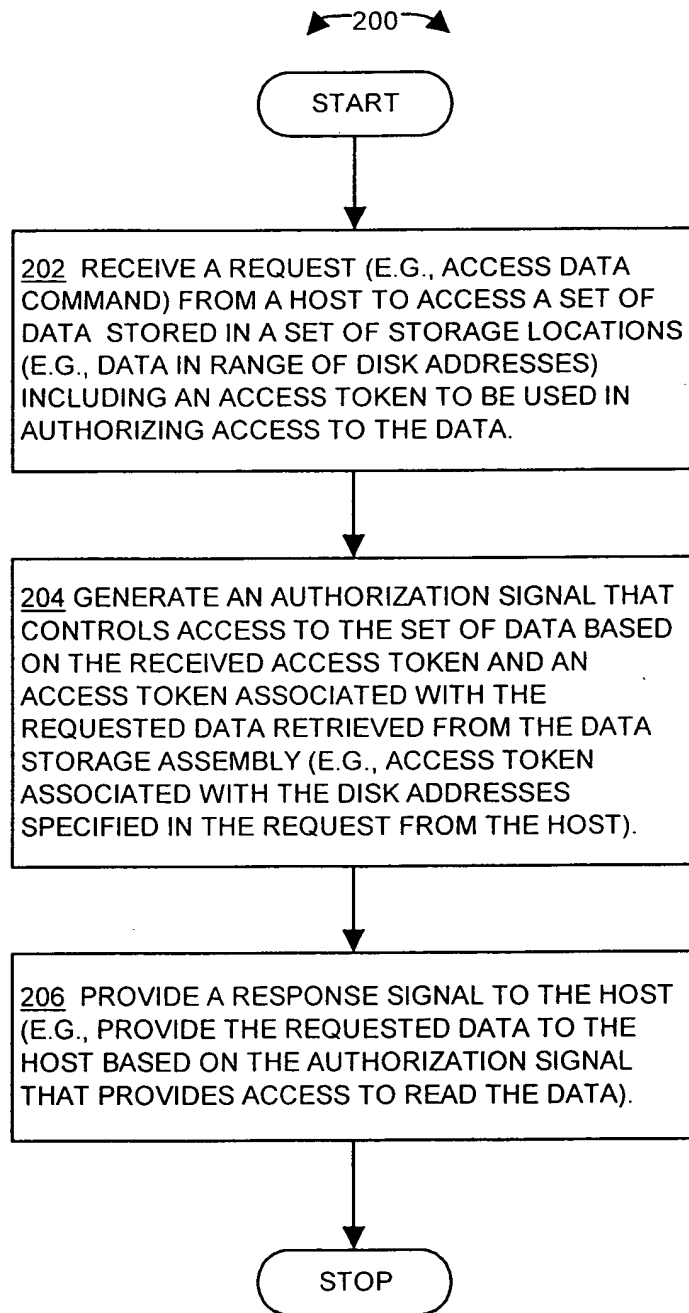 200
START
202 RECEIVE A REQUEST (E.G., ACCESS DATA
COMMAND) FROM A HOST TO ACCESS A SET OF
DATA STORED IN A SET OF STORAGE LOCATIONS
(E.G., DATA IN RANGE OF DISK ADDRESSES)
INCLUDING AN ACCESS TOKEN TO BE USED IN
AUTHORIZING ACCESS TO THE DATA.
204 GENERATE AN AUTHORIZATION SIGNAL THAT
CONTROLS ACCESS TO THE SET OF DATA BASED
ON THE RECEIVED ACCESS TOKEN AND AN
ACCESS TOKEN ASSOCIATED WITH THE
REQUESTED DATA RETRIEVED FROM THE DATA
STORAGE ASSEMBLY (E.G., ACCESS TOKEN
ASSOCIATED WITH THE DISK ADDRESSES
SPECIFIED IN THE REQUEST FROM THE HOST).
206 PROVIDE A RESPONSE SIGNAL TO THE HOST
(E.G., PROVIDE THE REQUESTED DATA TO THE
HOST BASED ON THE AUTHORIZATION SIGNAL
THAT PROVIDES ACCESS TO READ THE DATA).
STOP